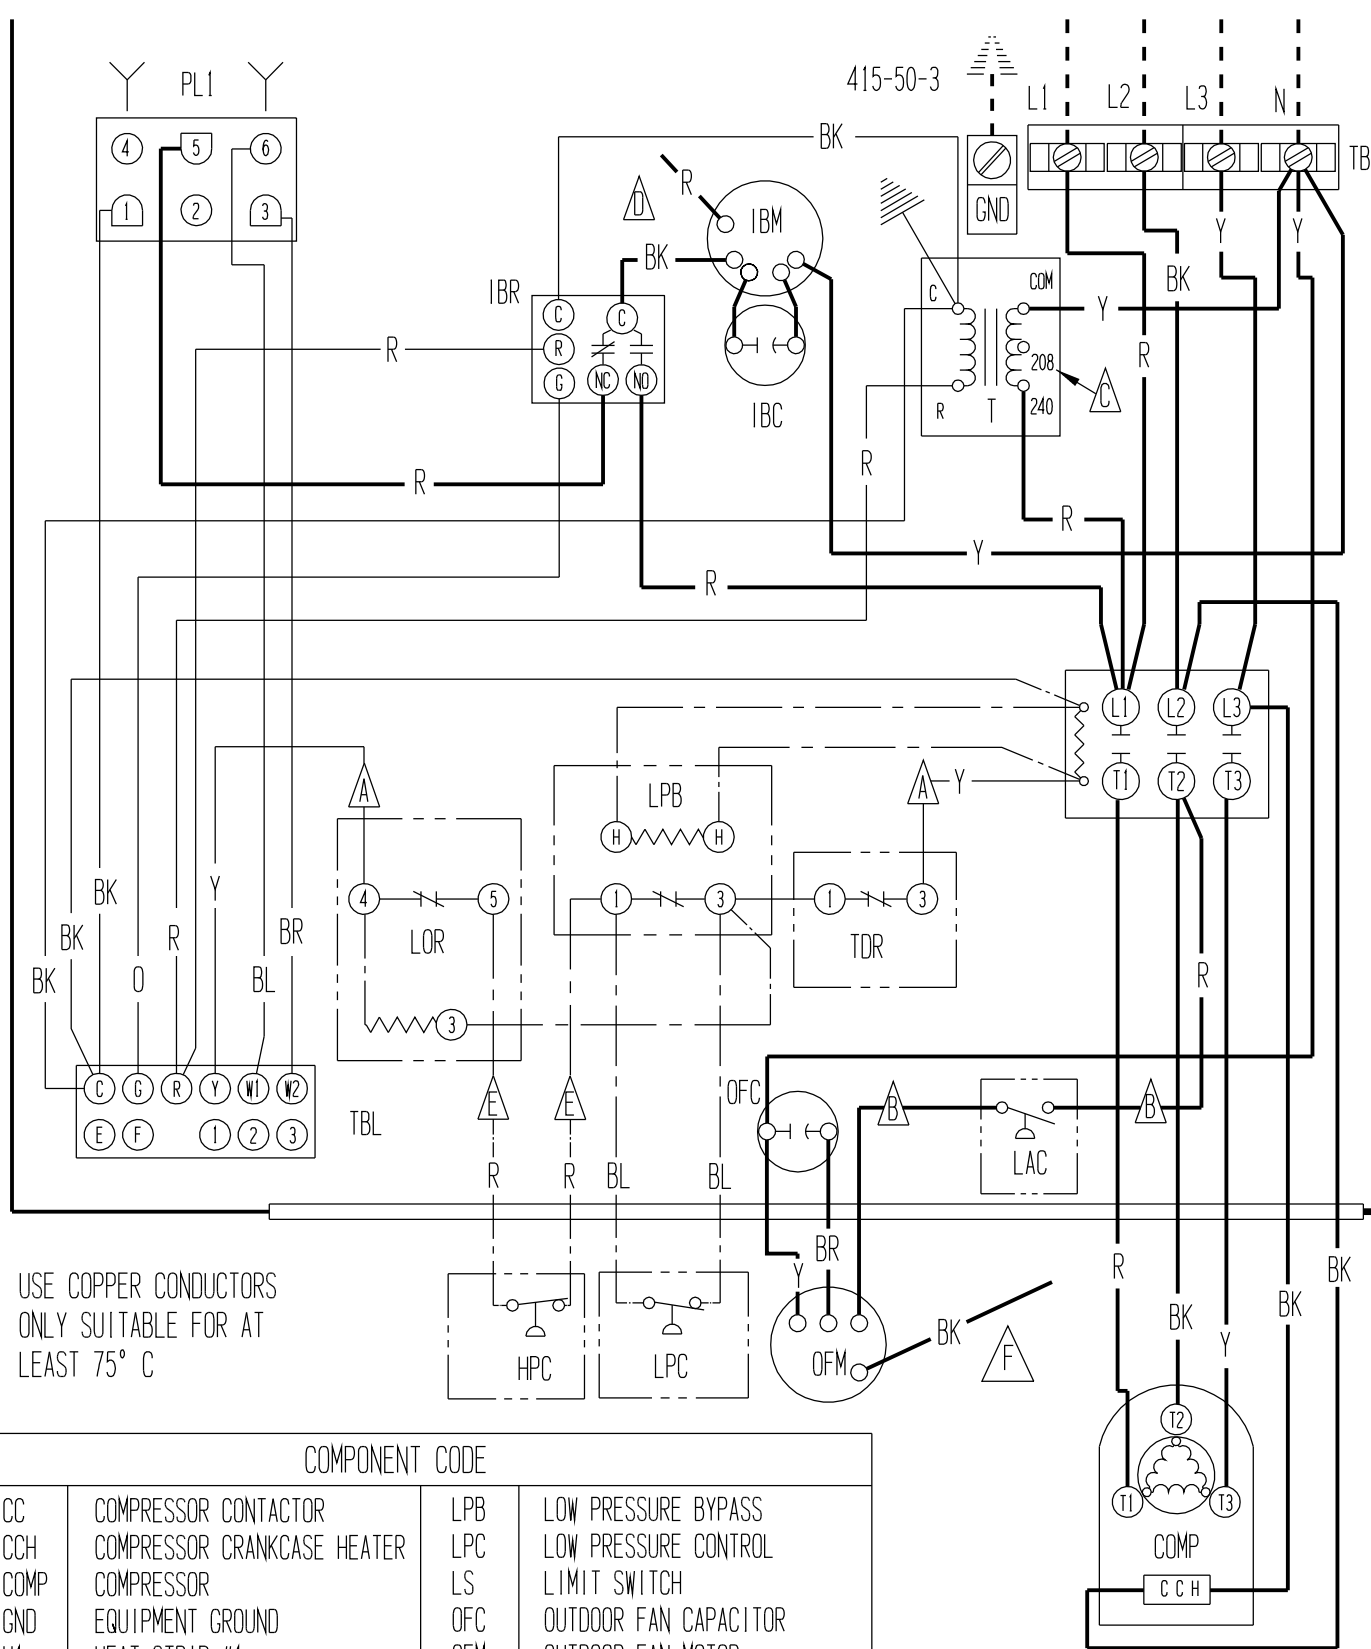 PL1
415-50-3
L1 L2 L3 N
TB
4 5 6
1 2 3
BK
R
D
IBM
GND
Y Y
BK
IBR
C COM
BK
C C
R
R
G NC NO
IBC
Y
R
208
C
R T 240
R
R
R
Y
R
L1 L2 L3
LPB
A
A Y
T1 T2 T3
H H
4 5
1 3
1 3
BK
Y
BK
R
BR
LOR
TDR
BK
O
BL
R
3
C G R Y W1 W2
E F 1 2 3
TBL
E E
OFC
B B
LAC
R R BL BL
USE COPPER CONDUCTORS
ONLY SUITABLE FOR AT
LEAST 75° C
BR
Y
R
BK
BK
BK
BK
Y
HPC LPC OFM
F
T2
T1 T3
COMP
CCH
COMPONENT CODE
CC COMPRESSOR CONTACTOR LPB LOW PRESSURE BYPASS
CCH COMPRESSOR CRANKCASE HEATER LPC LOW PRESSURE CONTROL
COMP COMPRESSOR LS LIMIT SWITCH
GND EQUIPMENT GROUND OFC OUTDOOR FAN CAPACITOR
OFM OUTDOOR FAN MOTOR